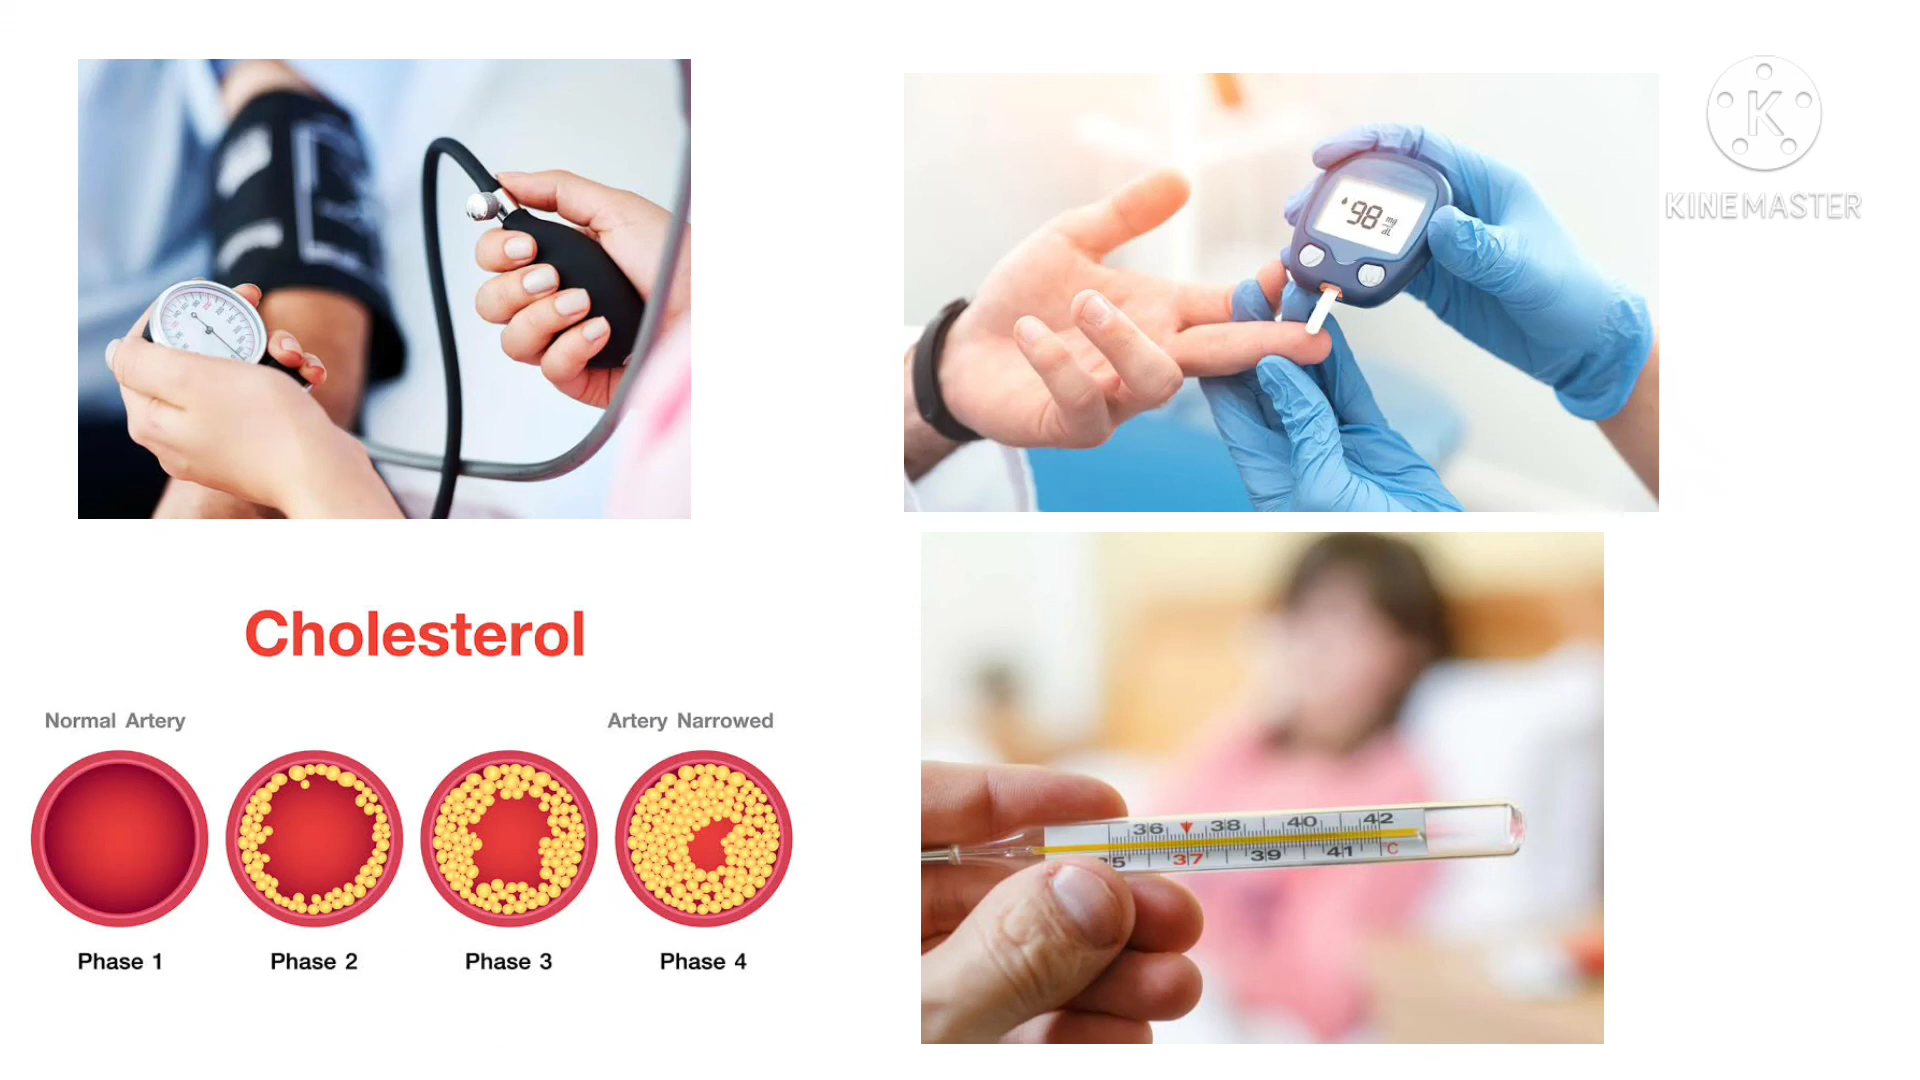 K
KINEMASTER
98 mg/dL
Cholesterol
Normal Artery
Artery Narrowed
Phase 1
Phase 2
Phase 3
Phase 4
36 38 40 42
37 39 41 °C